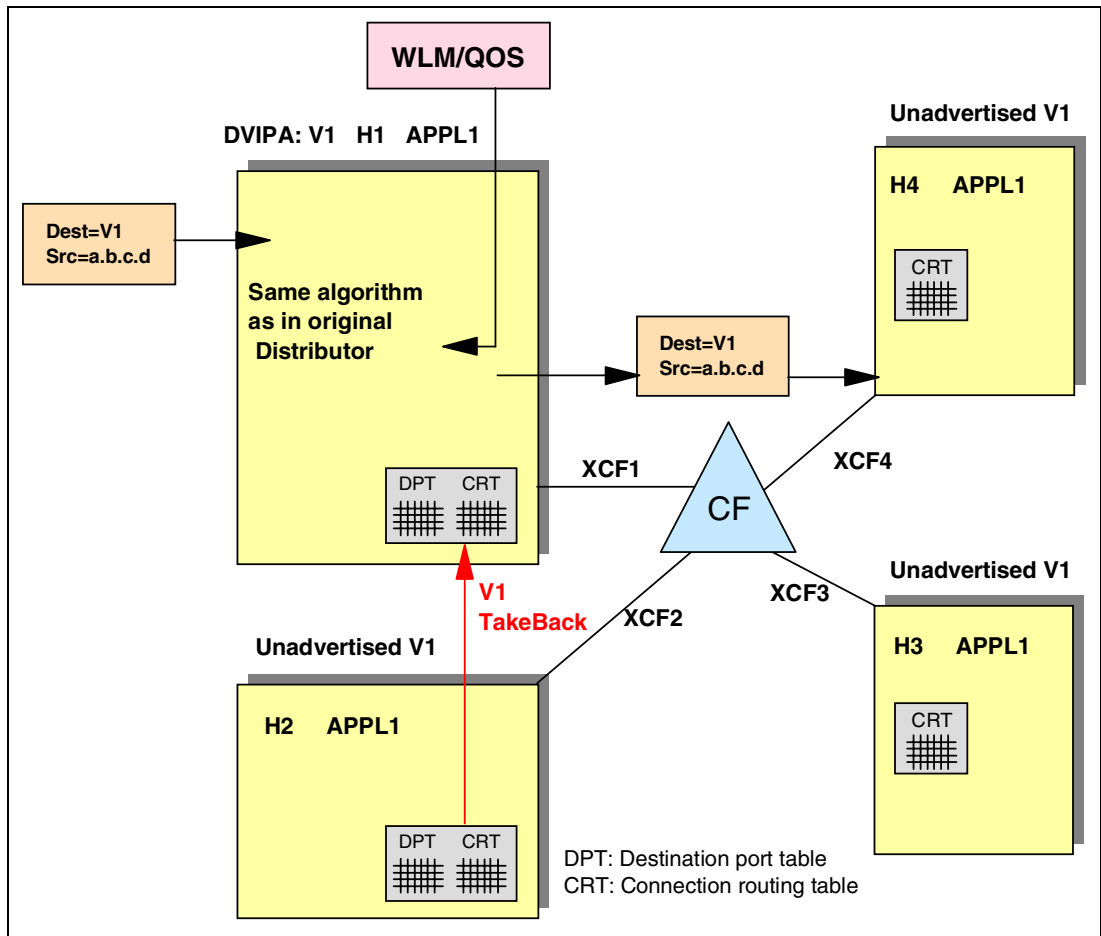 WLM/QOS
DVIPA: V1 H1 APPL1
Unadvertised V1
H4 APPL1
CRT
Dest=V1
Src=a.b.c.d
Same algorithm
as in original
Distributor
Dest=V1
Src=a.b.c.d
XCF1
XCF4
DPT CRT
CF
V1
TakeBack
XCF2
XCF3
Unadvertised V1
H3 APPL1
CRT
Unadvertised V1
H2 APPL1
DPT CRT
DPT: Destination port table
CRT: Connection routing table